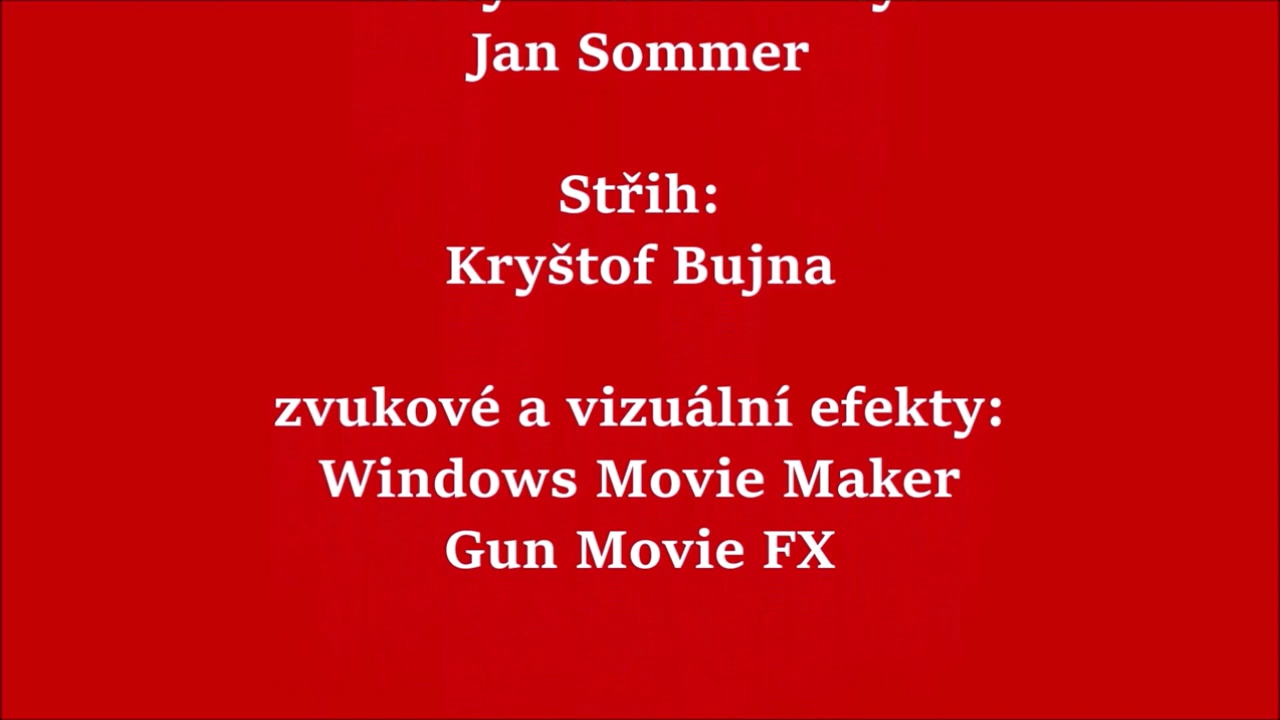 Jan Sommer
Střih:
Kryštof Bujna
zvukové a vizuální efekty:
Windows Movie Maker
Gun Movie FX